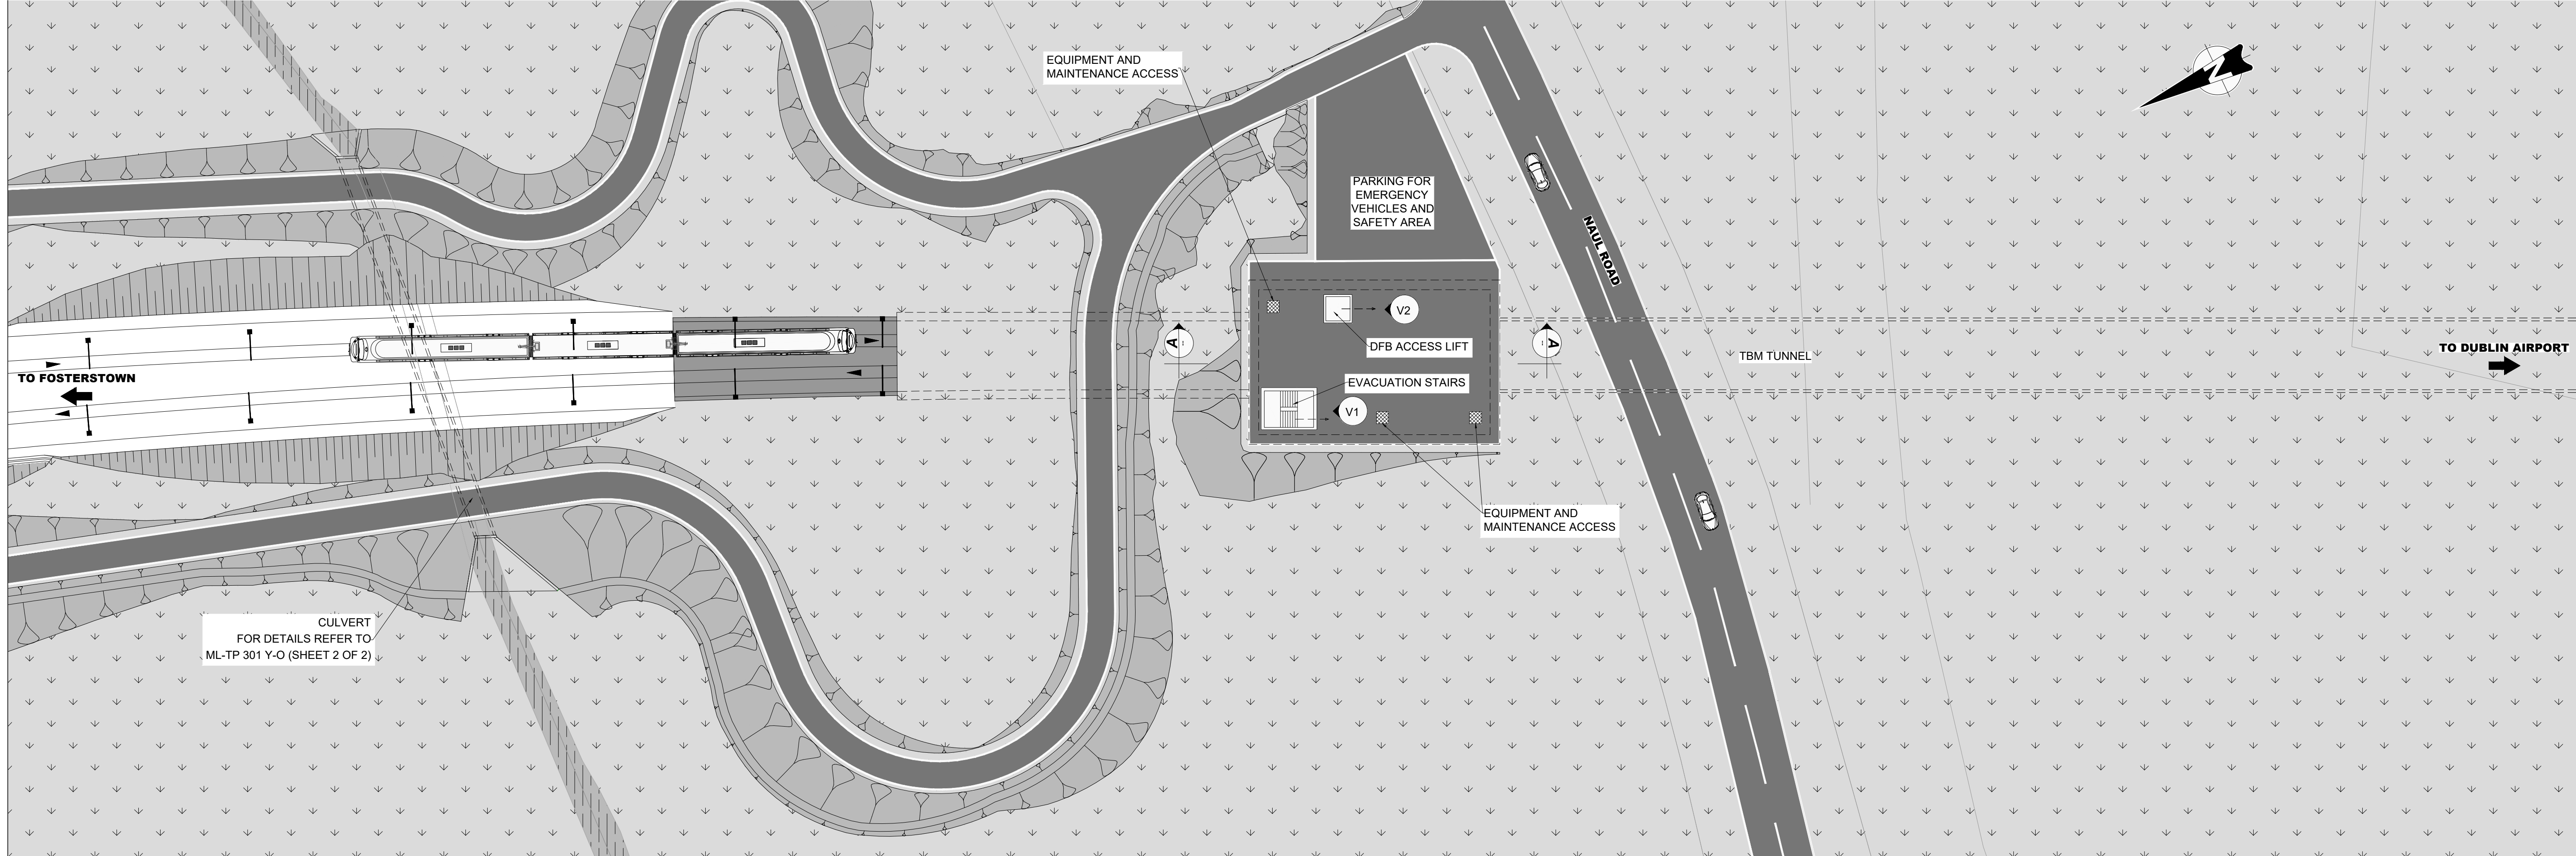 EQUIPMENT AND
MAINTENANCE ACCESS
N
PARKING FOR
EMERGENCY
VEHICLES AND
SAFETY AREA
NAUL ROAD
V2
A
A
DFB ACCESS LIFT
TBM TUNNEL
TO DUBLIN AIRPORT
TO FOSTERSTOWN
EVACUATION STAIRS
V1
EQUIPMENT AND
MAINTENANCE ACCESS
CULVERT
FOR DETAILS REFER TO
ML-TP 301 Y-O (SHEET 2 OF 2)